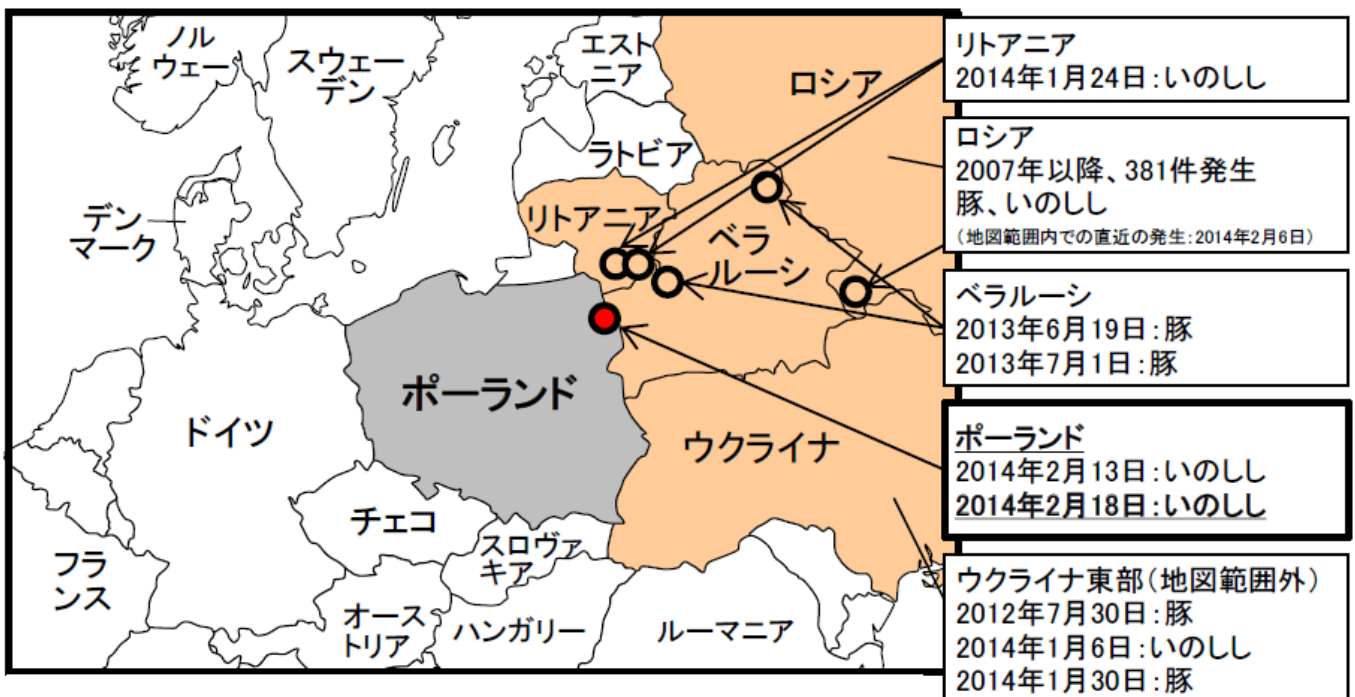 ノル
ウェー
スウェー
デン
エスト
ニア
ロシア
ラトビア
デン
マーク
リトアニア
ベラ
ルーシ
ポーランド
ドイツ
ウクライナ
チェコ
スロヴァ
キア
フラ
ンス
オース
トリア
ハンガリー
ルーマニア
リトアニア
2014年1月24日:いのしし
ロシア
2007年以降、381件発生
豚、いのしし
(地図範囲内での直近の発生:2014年2月6日)
ベラルーシ
2013年6月19日:豚
2013年7月1日:豚
ポーランド
2014年2月13日:いのしし
2014年2月18日:いのしし
ウクライナ東部(地図範囲外)
2012年7月30日:豚
2014年1月6日:いのしし
2014年1月30日:豚